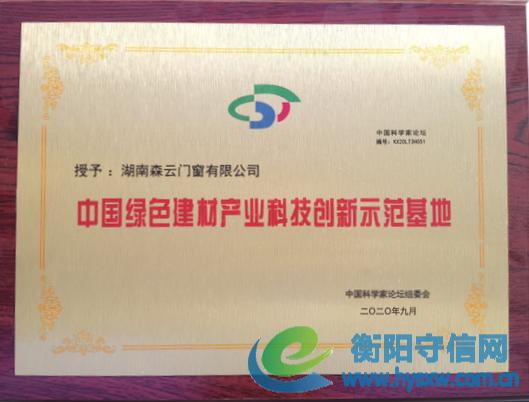 中国科学家论坛
编号：KX20LT3H051
授予：湖南森云门窗有限公司
中国绿色建材产业科技创新示范基地
中国科学家论坛组委会
二〇二〇年九月
衡阳守信网
www.hysxw.com.cn